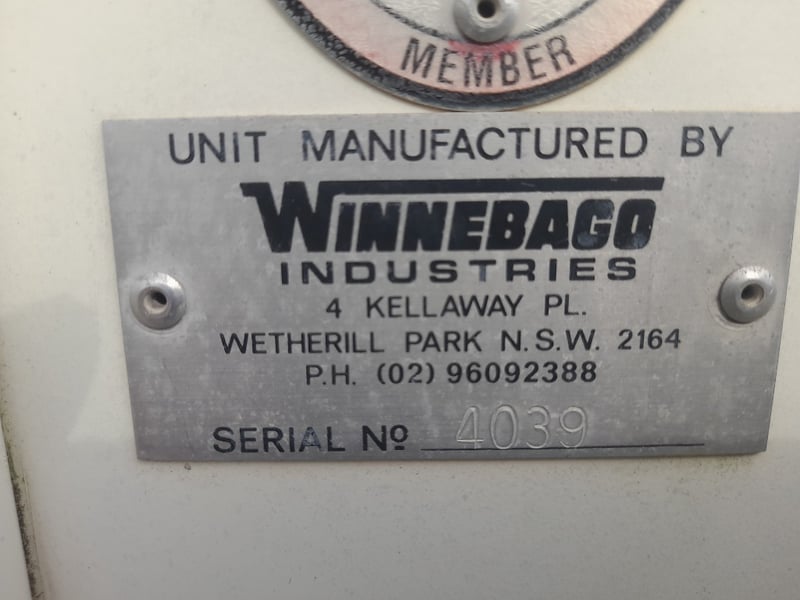 MEMBER
UNIT MANUFACTURED BY
WINNEBAGO
INDUSTRIES
4 KELLAWAY PL.
WETHERILL PARK N.S.W. 2164
P.H. (02) 96092388
SERIAL Nº 4039